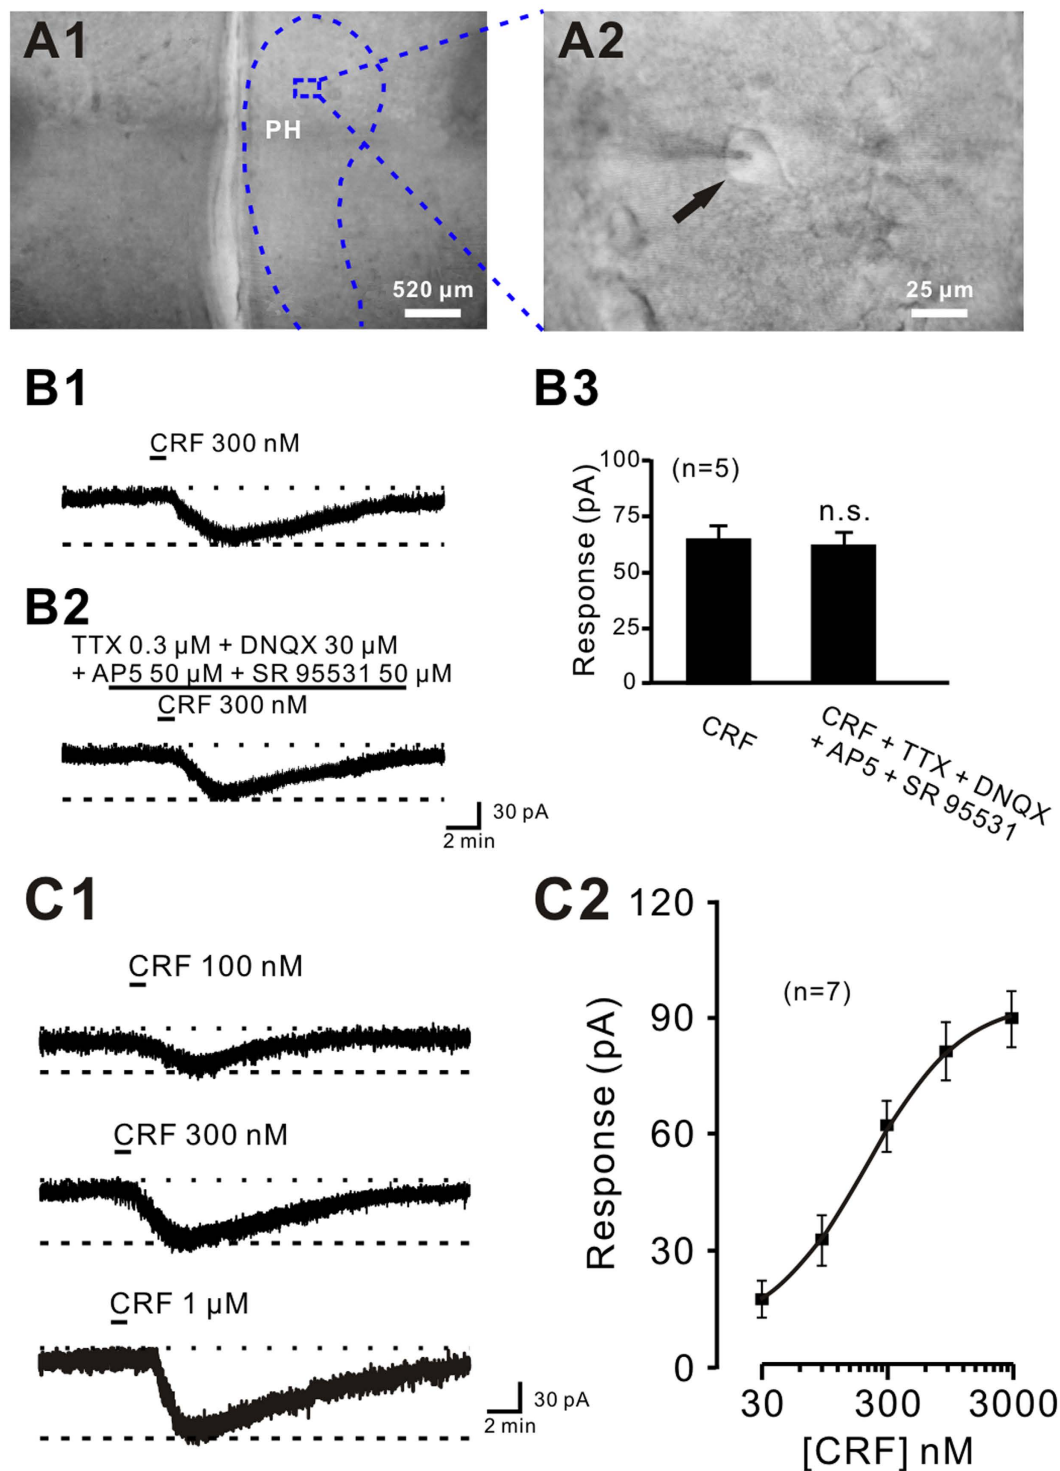 A1
A2
PH
520 µm
25 µm
B1
CRF 300 nM
B2
TTX 0.3 µM + DNQX 30 µM
+ AP5 50 µM + SR 95531 50 µM
CRF 300 nM
30 pA
2 min
B3
Response (pA)
100
75
50
25
0
(n=5)
n.s.
CRF
CRF + TTX + DNQX
+ AP5 + SR 95531
C1
CRF 100 nM
CRF 300 nM
CRF 1 µM
30 pA
2 min
C2
Response (pA)
120
90
60
30
0
(n=7)
30
300
3000
[CRF] nM